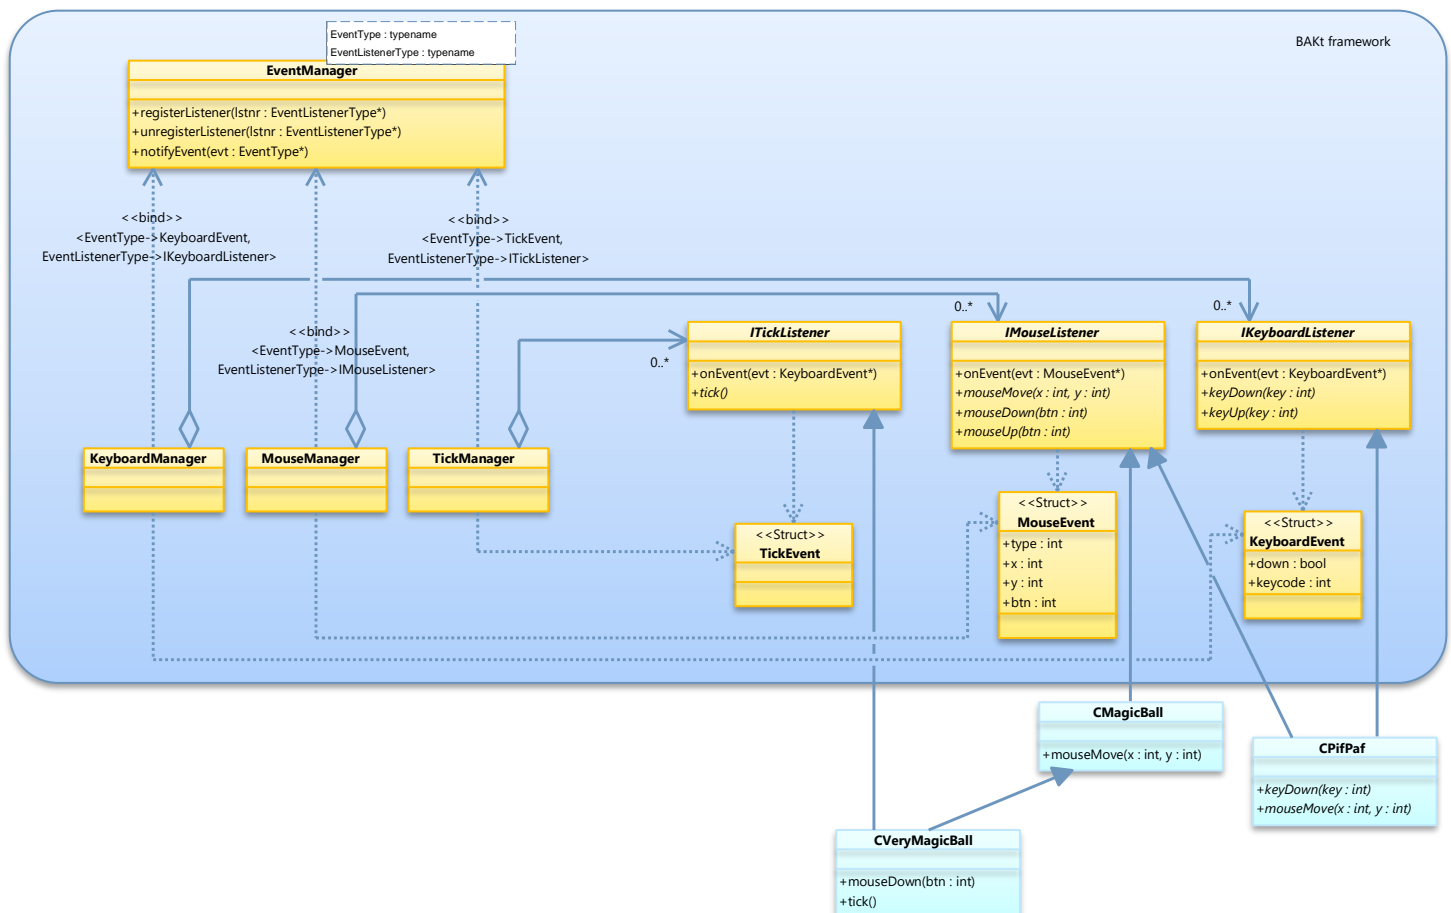 EventType : typename
EventListenerType : typename
BAKt framework
EventManager
+registerListener(lstnr : EventListenerType*)
+unregisterListener(lstnr : EventListenerType*)
+notifyEvent(evt : EventType*)
<<bind>>
<EventType->KeyboardEvent,
EventListenerType->IKeyboardListener>
<<bind>>
<EventType->TickEvent,
EventListenerType->ITickListener>
<<bind>>
<EventType->MouseEvent,
EventListenerType->IMouseListener>
0..*
0..*
0..*
ITickListener
+onEvent(evt : KeyboardEvent*)
+tick()
IMouseListener
+onEvent(evt : MouseEvent*)
+mouseMove(x : int, y : int)
+mouseDown(btn : int)
+mouseUp(btn : int)
IKeyboardListener
+onEvent(evt : KeyboardEvent*)
+keyDown(key : int)
+keyUp(key : int)
KeyboardManager
MouseManager
TickManager
<<Struct>>
TickEvent
<<Struct>>
MouseEvent
+type : int
+x : int
+y : int
+btn : int
<<Struct>>
KeyboardEvent
+down : bool
+keycode : int
CMagicBall
+mouseMove(x : int, y : int)
CPifPaf
+keyDown(key : int)
+mouseMove(x : int, y : int)
CVeryMagicBall
+mouseDown(btn : int)
+tick()